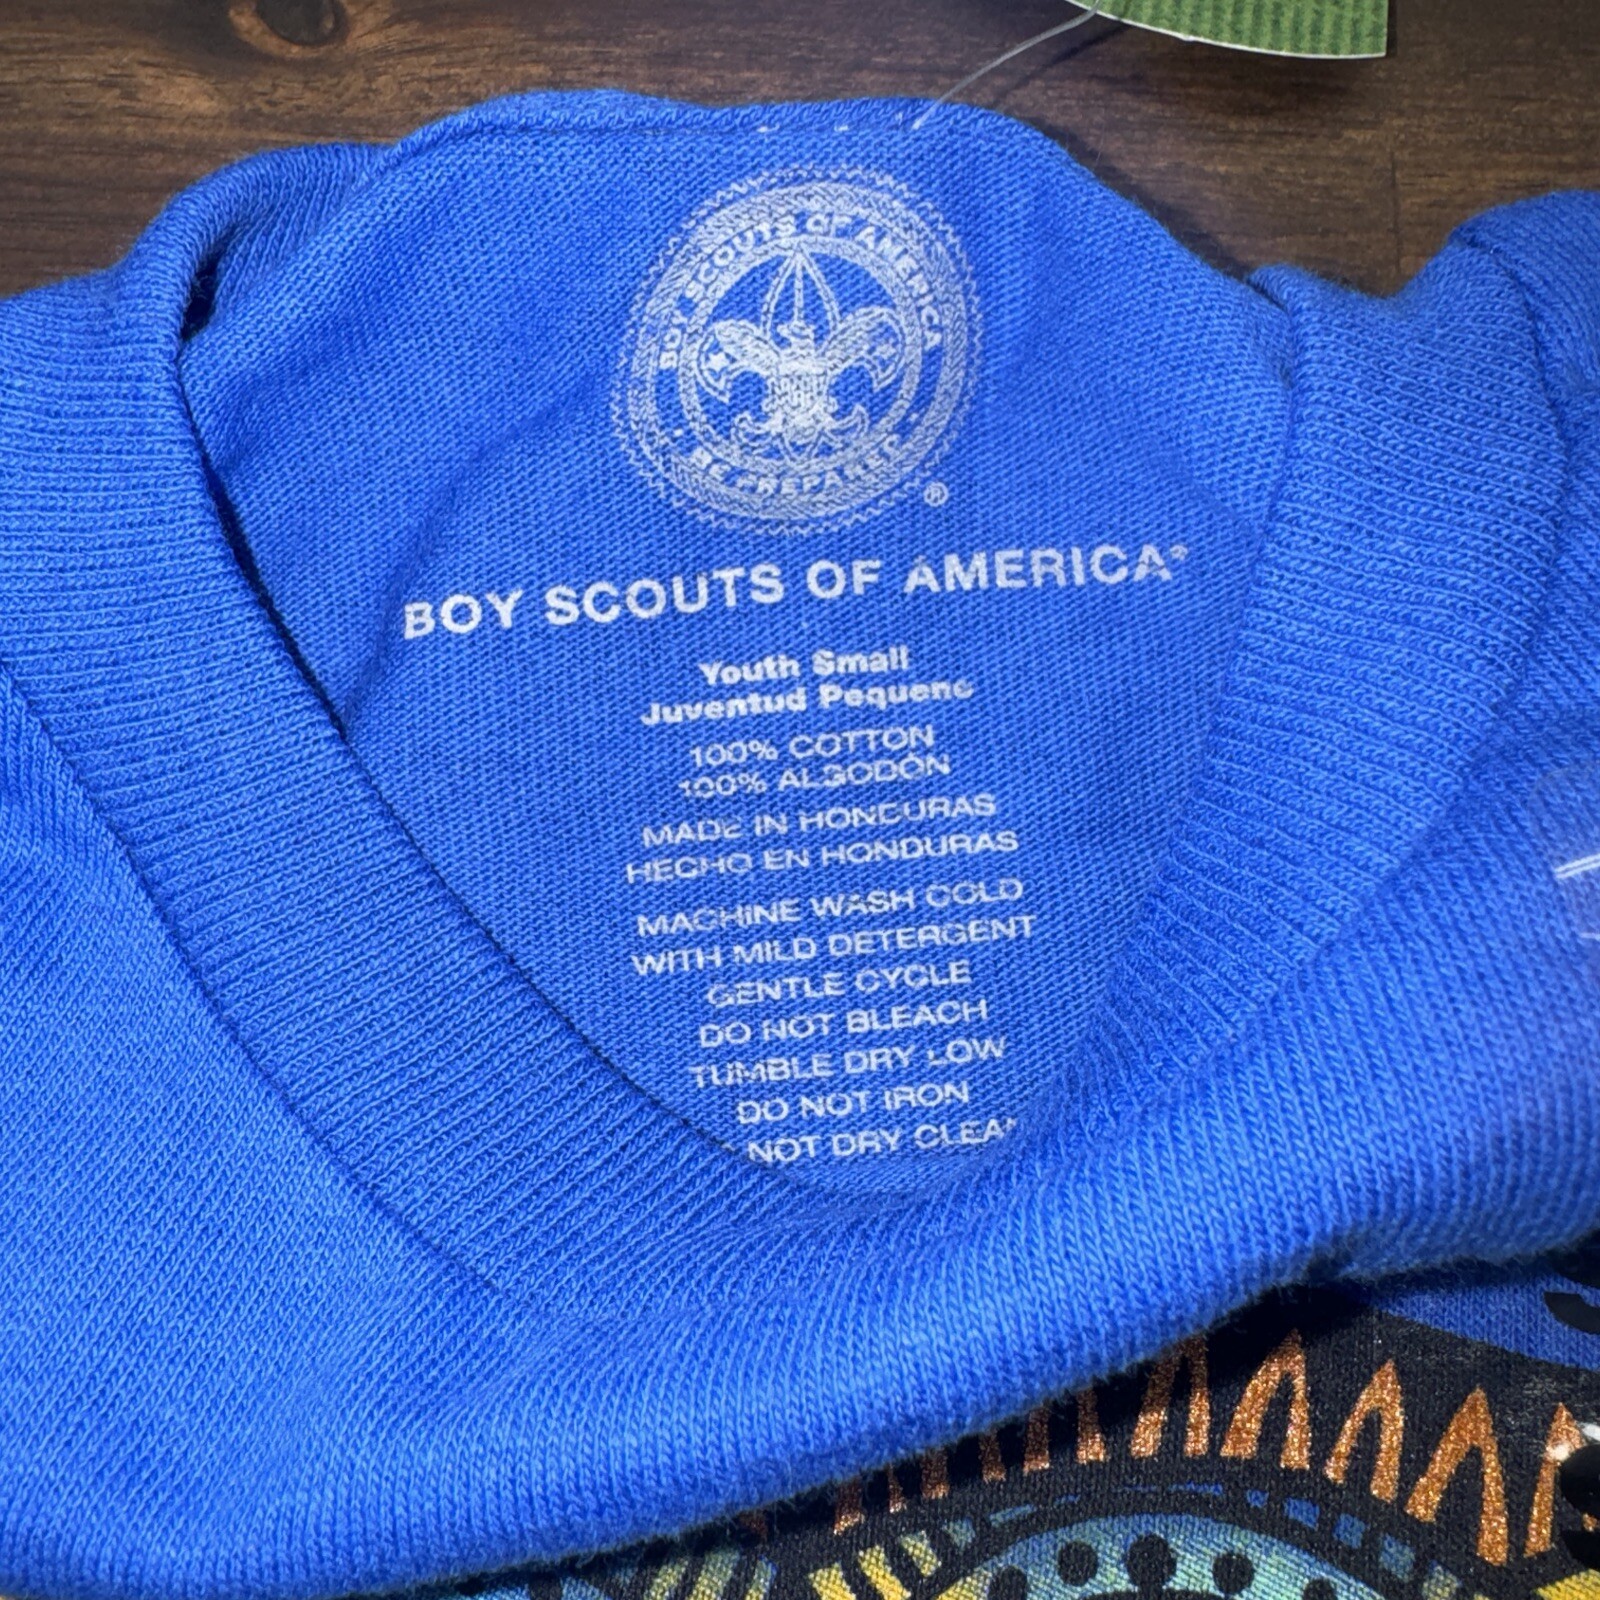 BOY SCOUTS OF AMERICA
BE PREPARED
®
BOY SCOUTS OF AMERICA®
Youth Small
Juventud Pequeno
100% COTTON
100% ALGODÓN
MADE IN HONDURAS
HECHO EN HONDURAS
MACHINE WASH COLD
WITH MILD DETERGENT
GENTLE CYCLE
DO NOT BLEACH
TUMBLE DRY LOW
DO NOT IRON
NOT DRY CLEAN